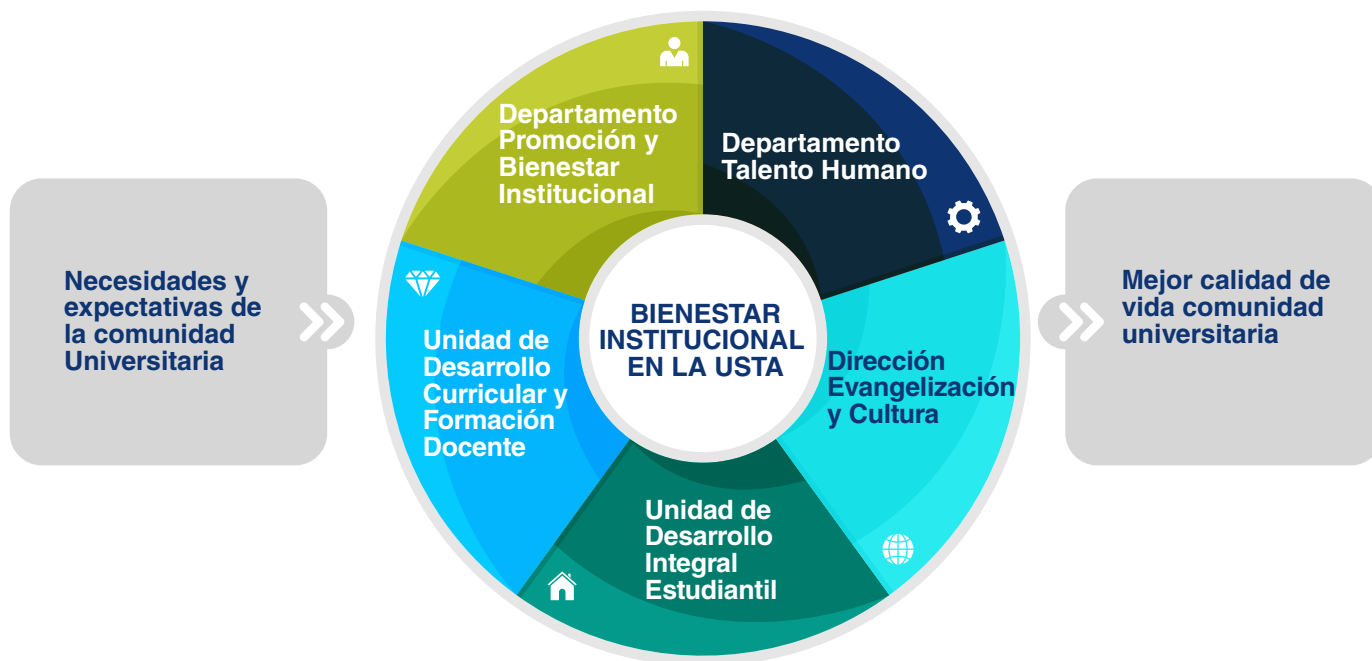 Necesidades y
expectativas de
la comunidad
Universitaria
Departamento
Promoción y
Bienestar
Institucional
Departamento
Talento Humano
Unidad de
Desarrollo
Curricular y
Formación
Docente
BIENESTAR
INSTITUCIONAL
EN LA USTA
Dirección
Evangelización
y Cultura
Unidad de
Desarrollo
Integral
Estudiantil
Mejor calidad de
vida comunidad
universitaria